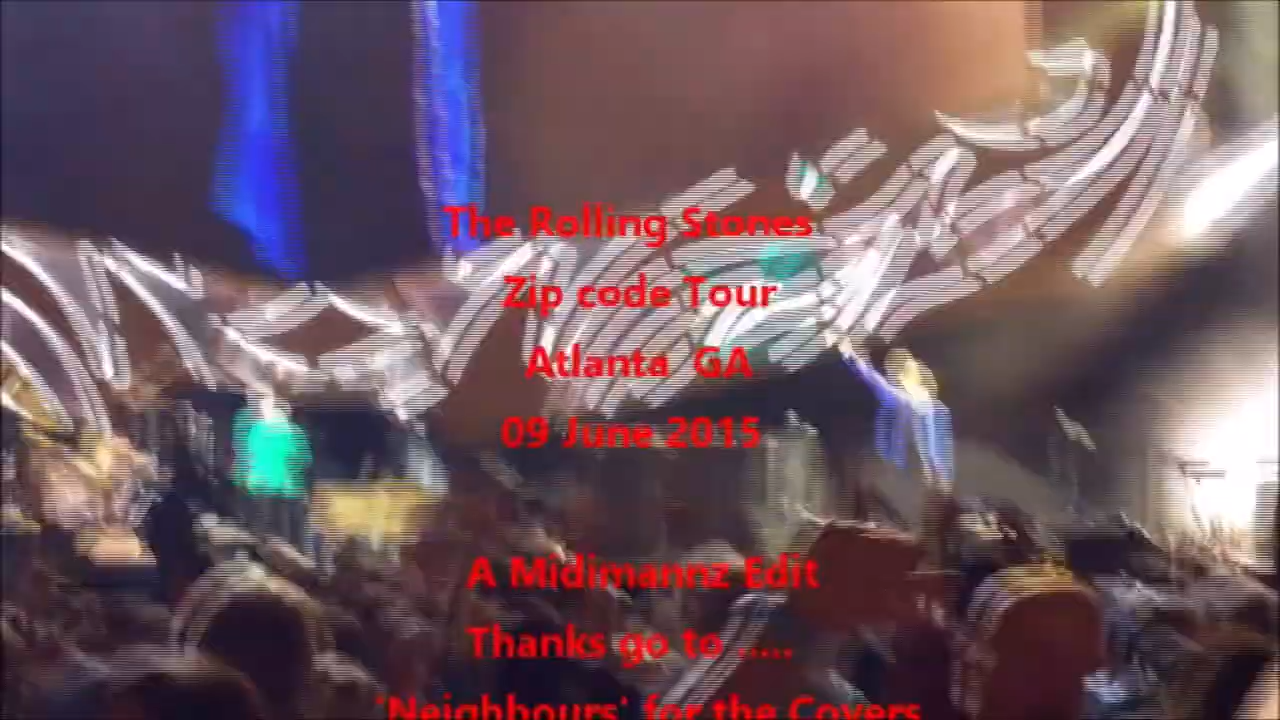 The Rolling Stones
Zip code Tour
Atlanta  GA
09 June 2015
A Midimannz Edit
Thanks go to .....
'Neighbours' for the Covers